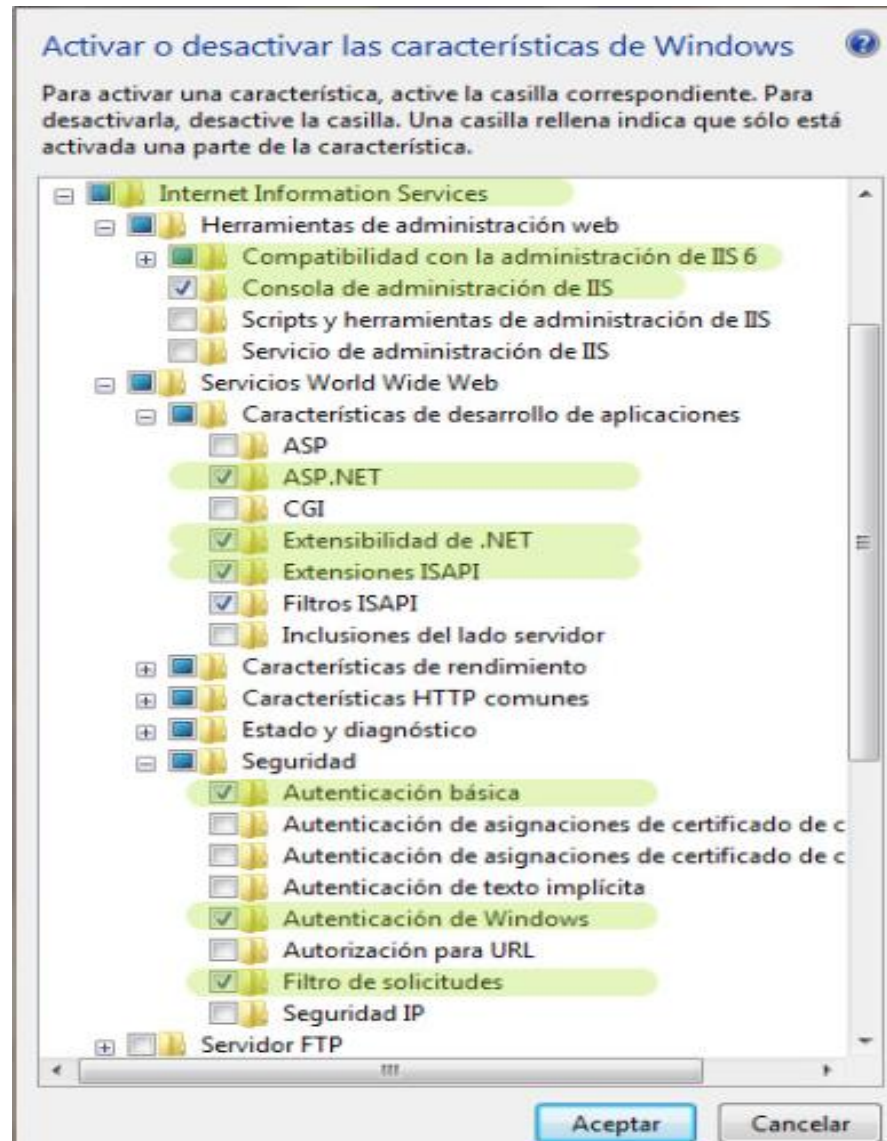 Activar o desactivar las características de Windows
Para activar una característica, active la casilla correspondiente. Para
desactivarla, desactive la casilla. Una casilla rellena indica que sólo está
activada una parte de la característica.
Internet Information Services
Herramientas de administración web
Compatibilidad con la administración de IIS 6
Consola de administración de IIS
Scripts y herramientas de administración de IIS
Servicio de administración de IIS
Servicios World Wide Web
Características de desarrollo de aplicaciones
ASP
ASP.NET
CGI
Extensibilidad de .NET
Extensiones ISAPI
Filtros ISAPI
Inclusiones del lado servidor
Características de rendimiento
Características HTTP comunes
Estado y diagnóstico
Seguridad
Autenticación básica
Autenticación de asignaciones de certificado de c
Autenticación de asignaciones de certificado de c
Autenticación de texto implícita
Autenticación de Windows
Autorización para URL
Filtro de solicitudes
Seguridad IP
Servidor FTP
Aceptar Cancelar